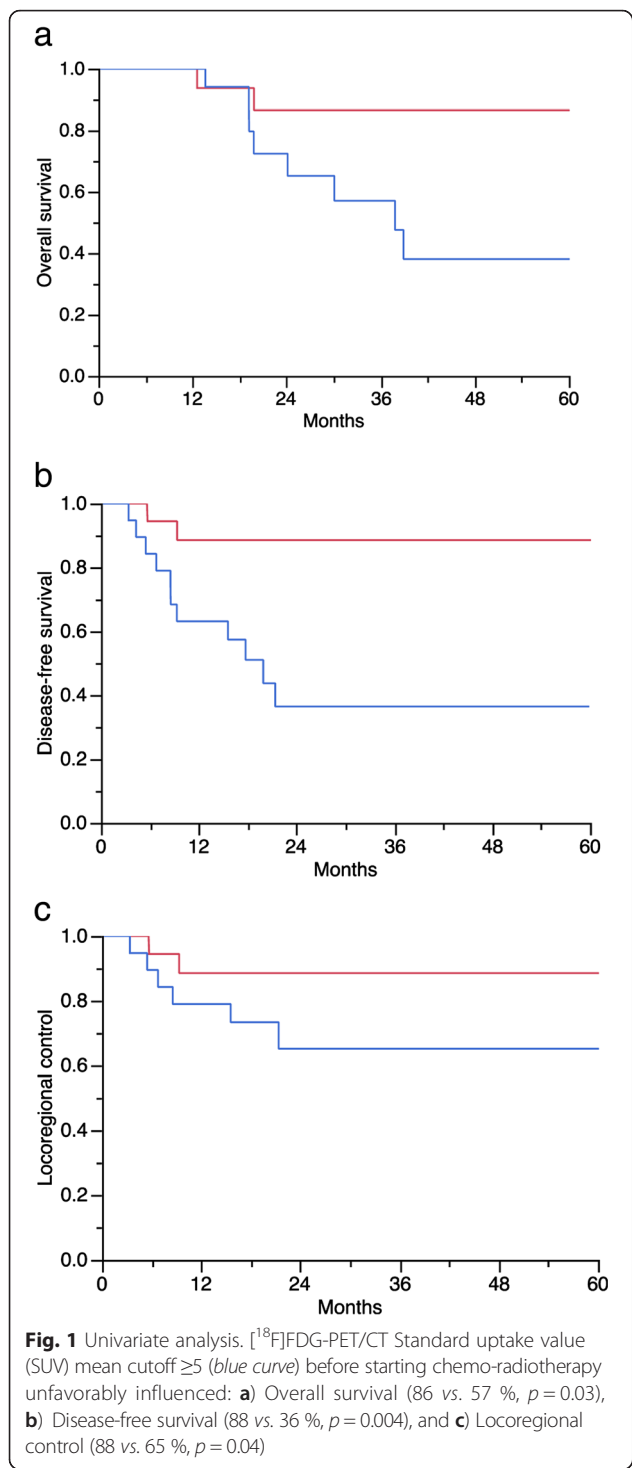 a
1.0
0.8
0.6
0.4
0.2
0.0
Overall survival
0 12 24 36 48 60
Months
b
1.0
0.8
0.6
0.4
0.2
0.0
Disease-free survival
0 12 24 36 48 60
Months
c
1.0
0.8
0.6
0.4
0.2
0.0
Locoregional control
0 12 24 36 48 60
Months
Fig. 1 Univariate analysis. [¹⁸F]FDG-PET/CT Standard uptake value
(SUV) mean cutoff ≥5 (blue curve) before starting chemo-radiotherapy
unfavorably influenced: a) Overall survival (86 vs. 57 %, p = 0.03),
b) Disease-free survival (88 vs. 36 %, p = 0.004), and c) Locoregional
control (88 vs. 65 %, p = 0.04)